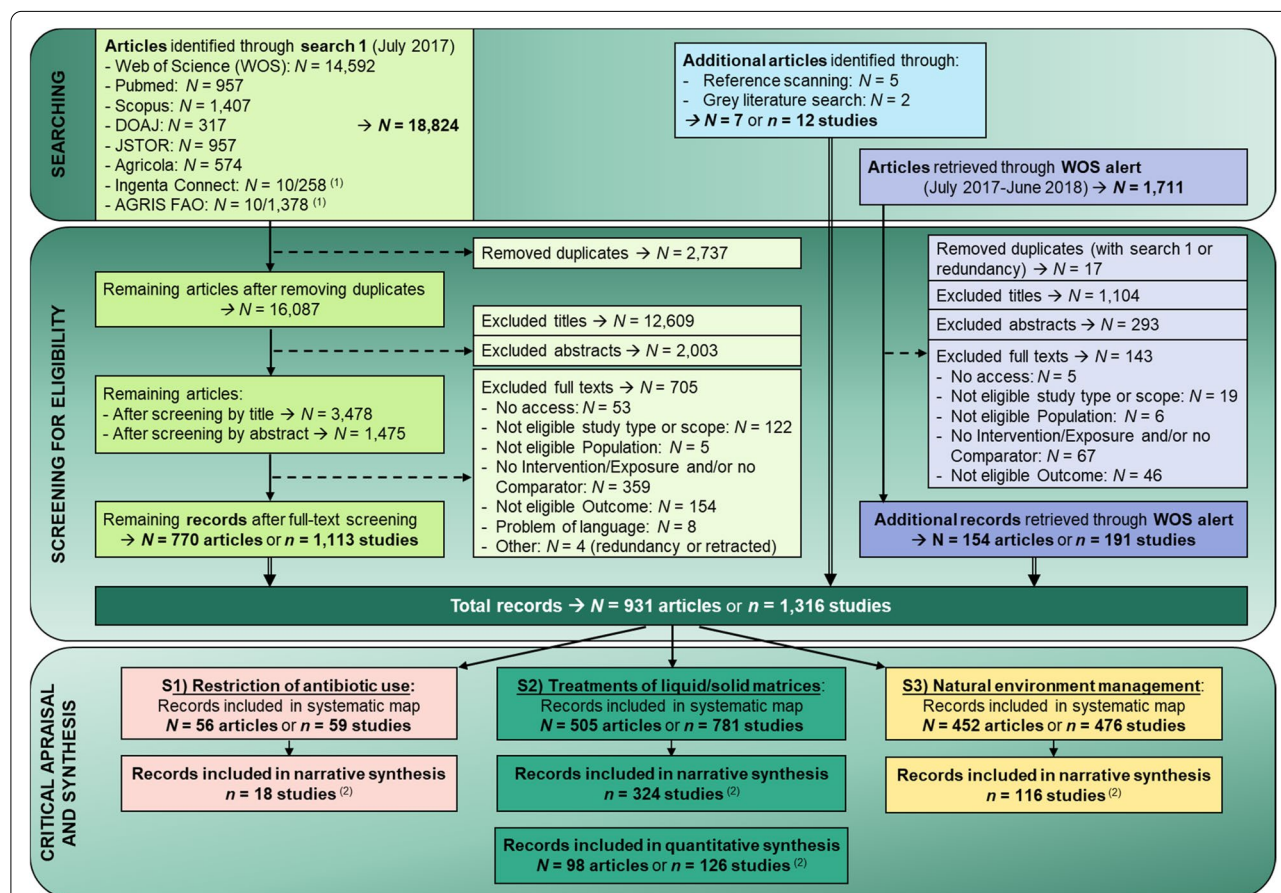 SEARCHING
Articles identified through search 1 (July 2017)
- Web of Science (WOS): N = 14,592
- Pubmed: N = 957
- Scopus: N = 1,407
- DOAJ: N = 317 → N = 18,824
- JSTOR: N = 957
- Agricola: N = 574
- Ingenta Connect: N = 10/258 (1)
- AGRIS FAO: N = 10/1,378 (1)
Additional articles identified through:
- Reference scanning: N = 5
- Grey literature search: N = 2
→ N = 7 or n = 12 studies
Articles retrieved through WOS alert
(July 2017-June 2018) → N = 1,711
SCREENING FOR ELIGIBILITY
Removed duplicates → N = 2,737
Remaining articles after removing duplicates
→ N = 16,087
Excluded titles → N = 12,609
Excluded abstracts → N = 2,003
Remaining articles:
- After screening by title → N = 3,478
- After screening by abstract → N = 1,475
Excluded full texts → N = 705
- No access: N = 53
- Not eligible study type or scope: N = 122
- Not eligible Population: N = 5
- No Intervention/Exposure and/or no
Comparator: N = 359
- Not eligible Outcome: N = 154
- Problem of language: N = 8
- Other: N = 4 (redundancy or retracted)
Remaining records after full-text screening
→ N = 770 articles or n = 1,113 studies
Removed duplicates (with search 1 or
redundancy) → N = 17
Excluded titles → N = 1,104
Excluded abstracts → N = 293
Excluded full texts → N = 143
- No access: N = 5
- Not eligible study type or scope: N = 19
- Not eligible Population: N = 6
- No Intervention/Exposure and/or no
Comparator: N = 67
- Not eligible Outcome: N = 46
Additional records retrieved through WOS alert
→ N = 154 articles or n = 191 studies
Total records → N = 931 articles or n = 1,316 studies
CRITICAL APPRAISAL
AND SYNTHESIS
S1) Restriction of antibiotic use:
Records included in systematic map
N = 56 articles or n = 59 studies
Records included in narrative synthesis
n = 18 studies (2)
S2) Treatments of liquid/solid matrices:
Records included in systematic map
N = 505 articles or n = 781 studies
Records included in narrative synthesis
n = 324 studies (2)
Records included in quantitative synthesis
N = 98 articles or n = 126 studies (2)
S3) Natural environment management:
Records included in systematic map
N = 452 articles or n = 476 studies
Records included in narrative synthesis
n = 116 studies (2)